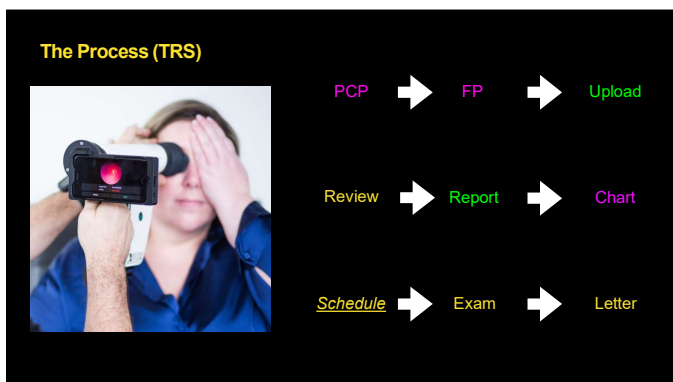 The Process (TRS)
PCP FP Upload
Review Report Chart
Schedule Exam Letter